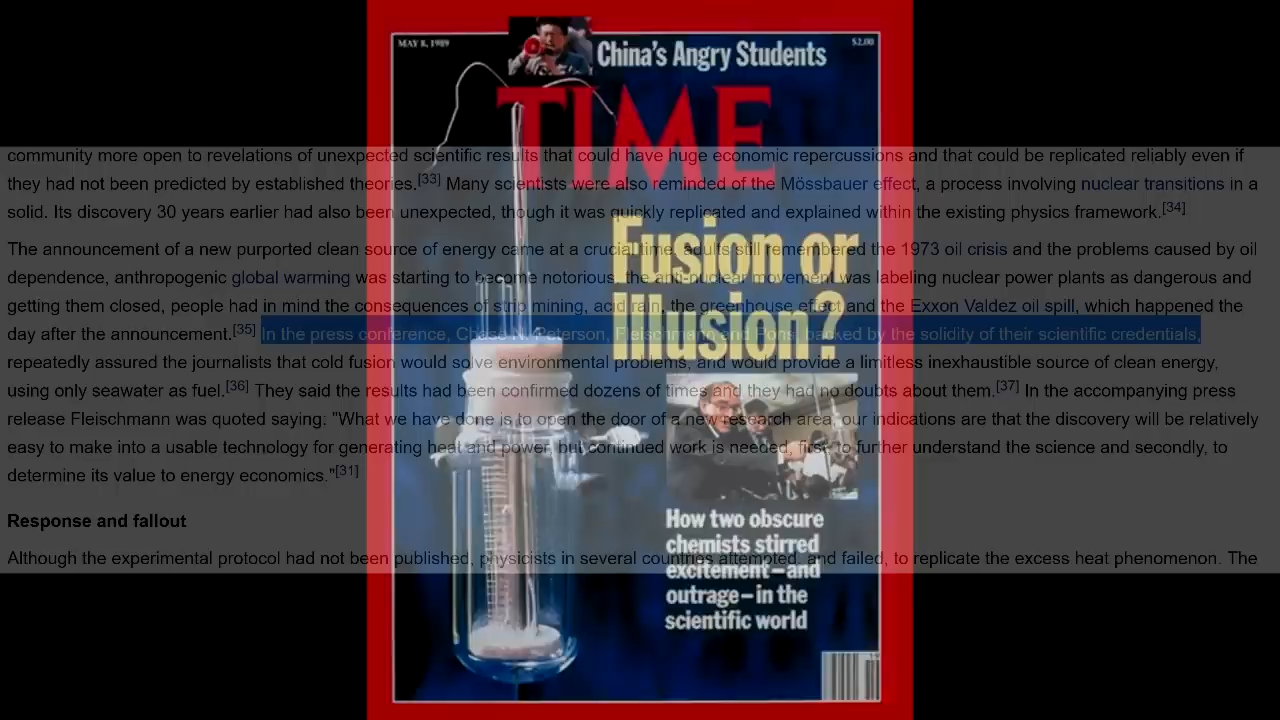 MAY 8, 1989
China's Angry Students
$2.00
TIME
Fusion or
Illusion?
How two obscure
chemists stirred
excitement—and
outrage—in the
scientific world
community more open to revelations of unexpected scientific results that could have huge economic repercussions and that could be replicated reliably even if
they had not been predicted by established theories.[33] Many scientists were also reminded of the Mössbauer effect, a process involving nuclear transitions in a
solid. Its discovery 30 years earlier had also been unexpected, though it was quickly replicated and explained within the existing physics framework.[34]
The announcement of a new purported clean source of energy came at a crucial time: adults still remembered the 1973 oil crisis and the problems caused by oil
dependence, anthropogenic global warming was starting to become notorious, the anti-nuclear movement was labeling nuclear power plants as dangerous and
getting them closed, people had in mind the consequences of strip mining, acid rain, the greenhouse effect and the Exxon Valdez oil spill, which happened the
day after the announcement.[35] In the press conference, Chase N. Peterson, Fleischmann and Pons, backed by the solidity of their scientific credentials,
repeatedly assured the journalists that cold fusion would solve environmental problems, and would provide a limitless inexhaustible source of clean energy,
using only seawater as fuel.[36] They said the results had been confirmed dozens of times and they had no doubts about them.[37] In the accompanying press
release Fleischmann was quoted saying: "What we have done is to open the door of a new research area, our indications are that the discovery will be relatively
easy to make into a usable technology for generating heat and power, but continued work is needed, first, to further understand the science and secondly, to
determine its value to energy economics."[31]
Response and fallout
Although the experimental protocol had not been published, physicists in several countries attempted, and failed, to replicate the excess heat phenomenon. The